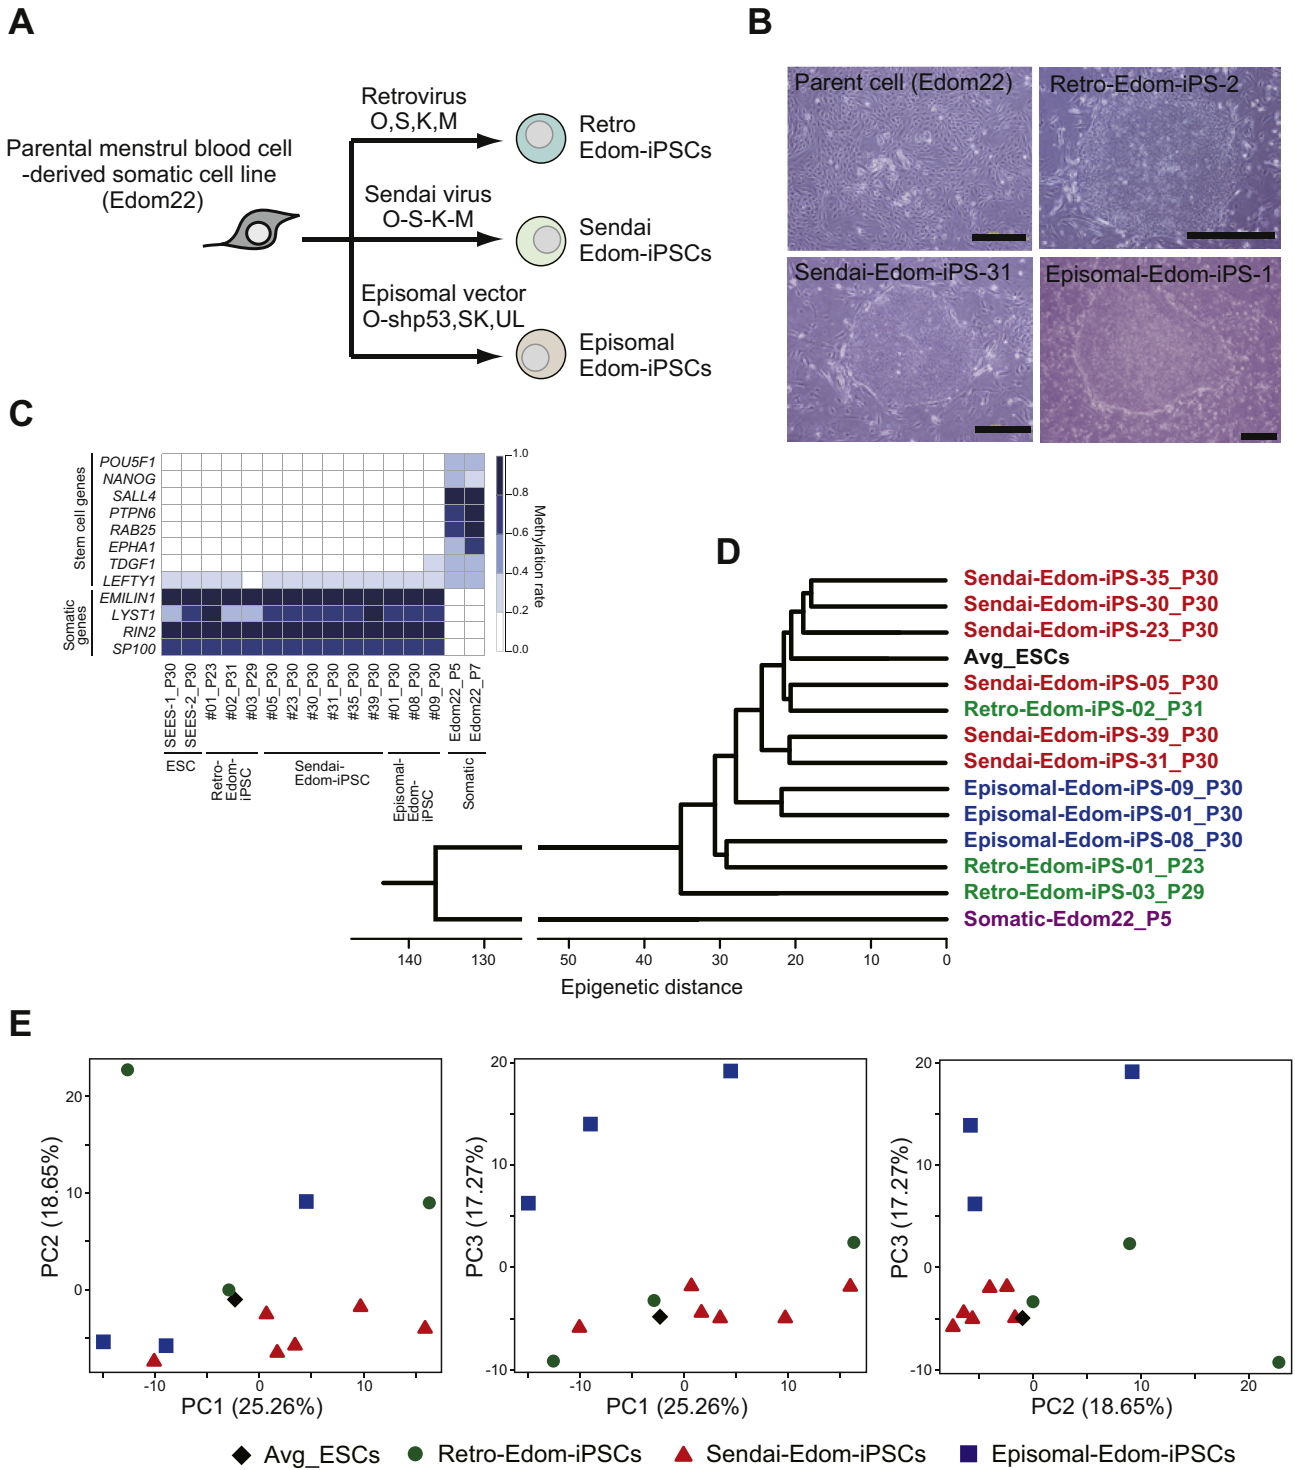 A
Parental menstrul blood cell
-derived somatic cell line
(Edom22)
Retrovirus
O,S,K,M
Retro
Edom-iPSCs
Sendai virus
O-S-K-M
Sendai
Edom-iPSCs
Episomal vector
O-shp53,SK,UL
Episomal
Edom-iPSCs
B
Parent cell (Edom22)
Retro-Edom-iPS-2
Sendai-Edom-iPS-31
Episomal-Edom-iPS-1
C
Stem cell genes
POU5F1
NANOG
SALL4
PTPN6
RAB25
EPHA1
TDGF1
LEFTY1
Somatic
genes
EMILIN1
LYST1
RIN2
SP100
1.0
0.8
0.6
0.4
0.2
0.0
Methylation rate
SEES-1_P30
SEES-2_P30
#01_P23
#02_P31
#03_P29
#05_P30
#23_P30
#30_P30
#31_P30
#35_P30
#39_P30
#01_P30
#08_P30
#09_P30
Edom22_P5
Edom22_P7
ESC
Retro-
Edom-
iPSC
Sendai-
Edom-iPSC
Episomal-
Edom-
iPSC
Somatic
D
Sendai-Edom-iPS-35_P30
Sendai-Edom-iPS-30_P30
Sendai-Edom-iPS-23_P30
Avg_ESCs
Sendai-Edom-iPS-05_P30
Retro-Edom-iPS-02_P31
Sendai-Edom-iPS-39_P30
Sendai-Edom-iPS-31_P30
Episomal-Edom-iPS-09_P30
Episomal-Edom-iPS-01_P30
Episomal-Edom-iPS-08_P30
Retro-Edom-iPS-01_P23
Retro-Edom-iPS-03_P29
Somatic-Edom22_P5
140 130 50 40 30 20 10 0
Epigenetic distance
E
PC2 (18.65%)
20
10
0
-10 0 10
PC1 (25.26%)
PC3 (17.27%)
20
10
0
-10
-10 0 10
PC1 (25.26%)
PC3 (17.27%)
20
10
0
-10
0 10 20
PC2 (18.65%)
Avg_ESCs Retro-Edom-iPSCs Sendai-Edom-iPSCs Episomal-Edom-iPSCs